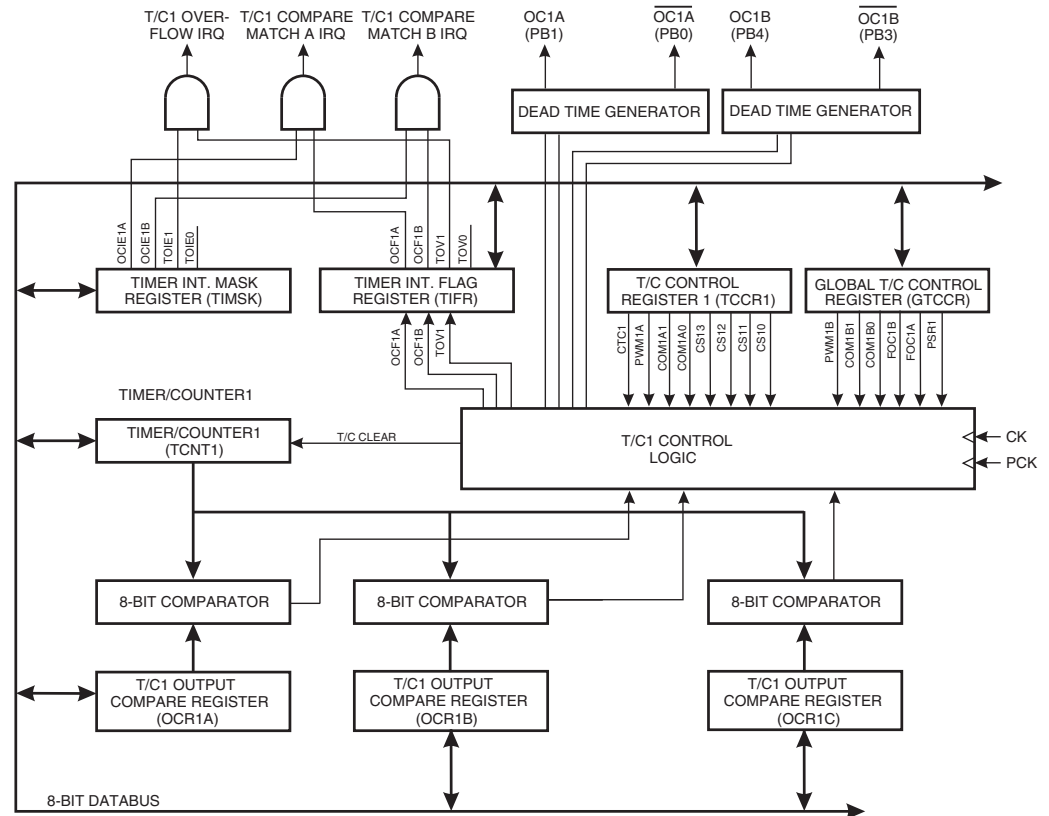 T/C1 OVER-
FLOW IRQ
T/C1 COMPARE
MATCH A IRQ
T/C1 COMPARE
MATCH B IRQ
OC1A
(PB1)
OC1A
(PB0)
OC1B
(PB4)
OC1B
(PB3)
DEAD TIME GENERATOR
DEAD TIME GENERATOR
OCIE1A
OCIE1B
TOIE1
TOIE0
OCF1A
OCF1B
TOV1
TOV0
TIMER INT. MASK
REGISTER (TIMSK)
TIMER INT. FLAG
REGISTER (TIFR)
T/C CONTROL
REGISTER 1 (TCCR1)
GLOBAL T/C CONTROL
REGISTER (GTCCR)
OCF1A
OCF1B
TOV1
CTC1
PWM1A
COM1A1
COM1A0
CS13
CS12
CS11
CS10
PWM1B
COM1B1
COM1B0
FOC1B
FOC1A
PSR1
TIMER/COUNTER1
TIMER/COUNTER1
(TCNT1)
T/C CLEAR
T/C1 CONTROL
LOGIC
CK
PCK
8-BIT COMPARATOR
8-BIT COMPARATOR
8-BIT COMPARATOR
T/C1 OUTPUT
COMPARE REGISTER
(OCR1A)
T/C1 OUTPUT
COMPARE REGISTER
(OCR1B)
T/C1 OUTPUT
COMPARE REGISTER
(OCR1C)
8-BIT DATABUS